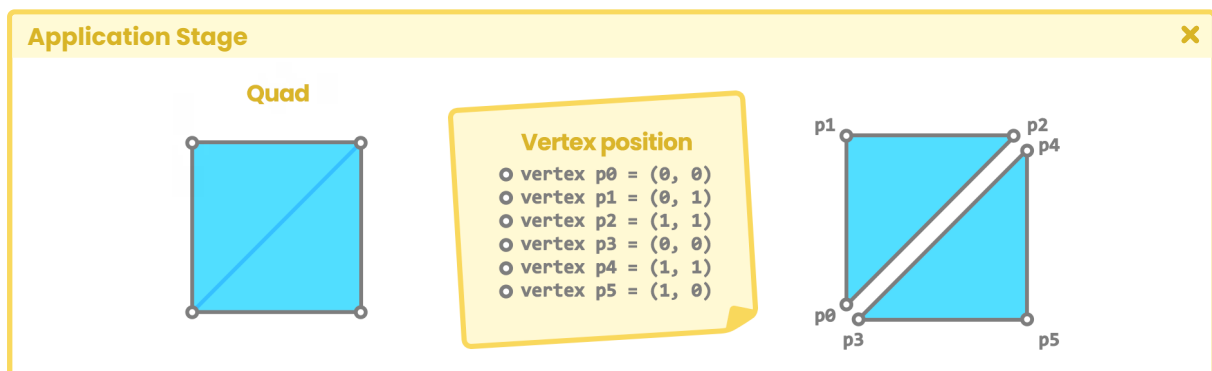 Application Stage
Quad
Vertex position
vertex p0 = (0, 0)
vertex p1 = (0, 1)
vertex p2 = (1, 1)
vertex p3 = (0, 0)
vertex p4 = (1, 1)
vertex p5 = (1, 0)
p1
p2
p4
p0
p3
p5